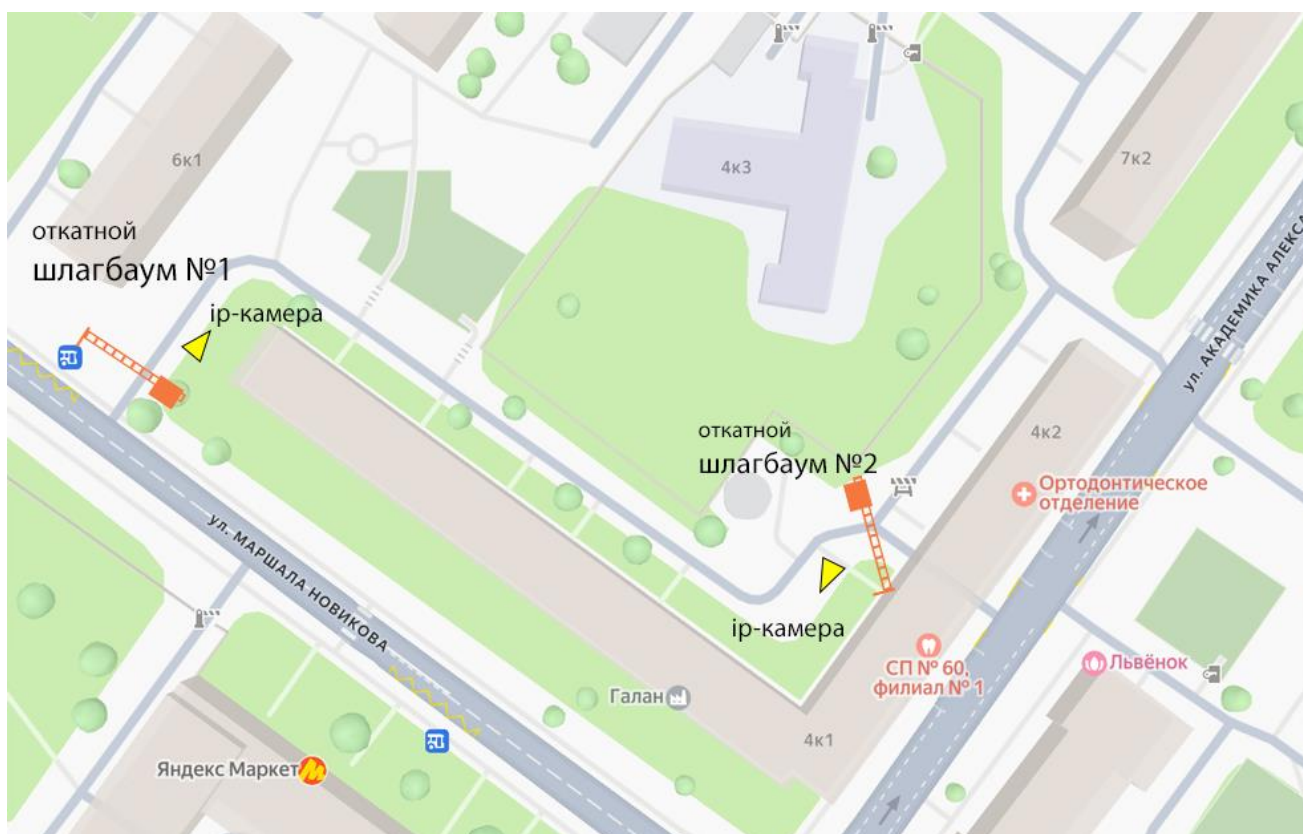 6к1
4к3
7к2
откатной
шлагбаум №1
ip-камера
ул. АКАДЕМИКА АЛЕКСА
откатной
шлагбаум №2
4к2
Ортодонтическое
отделение
ул. МАРШАЛА НОВИКОВА
ip-камера
СП № 60,
филиал № 1
Львёнок
Галан
4к1
Яндекс Маркет